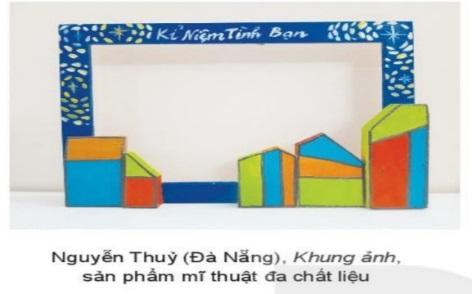 Kỉ Niệm Tình Bạn
Nguyễn Thuỷ (Đà Nẵng), Khung ảnh,
sản phẩm mĩ thuật đa chất liệu